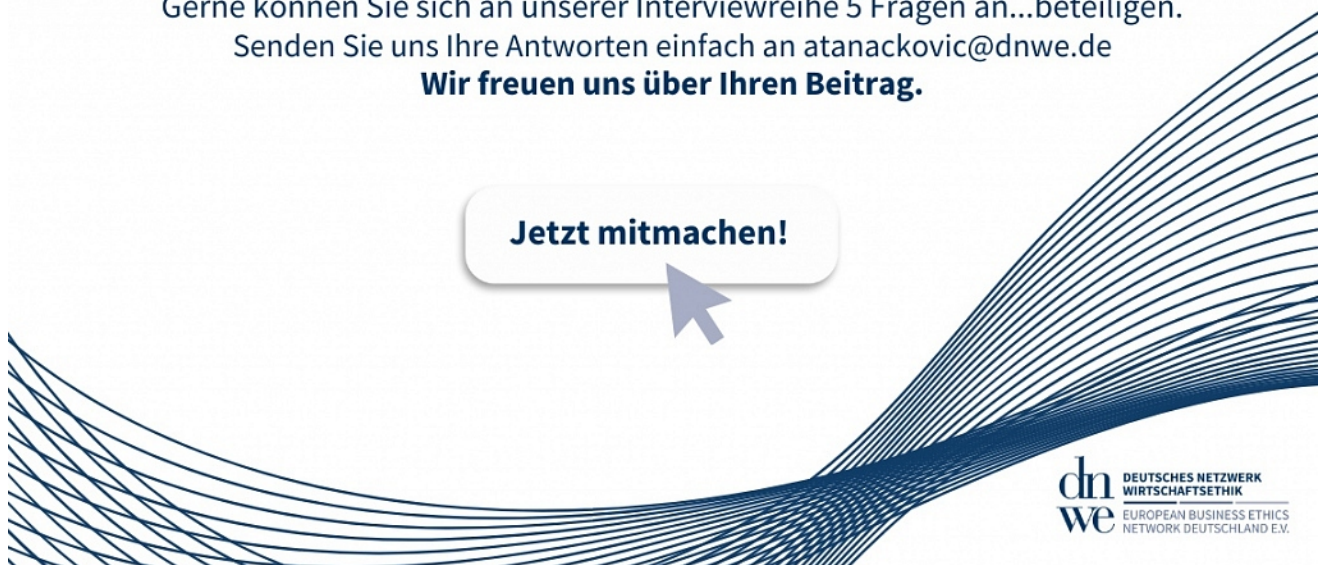 Gerne können Sie sich an unserer Interviewreihe 5 Fragen an...beteiligen.
Senden Sie uns Ihre Antworten einfach an atanackovic@dnwe.de
Wir freuen uns über Ihren Beitrag.
Jetzt mitmachen!
dn
we
DEUTSCHES NETZWERK
WIRTSCHAFTSETHIK
EUROPEAN BUSINESS ETHICS
NETWORK DEUTSCHLAND E.V.